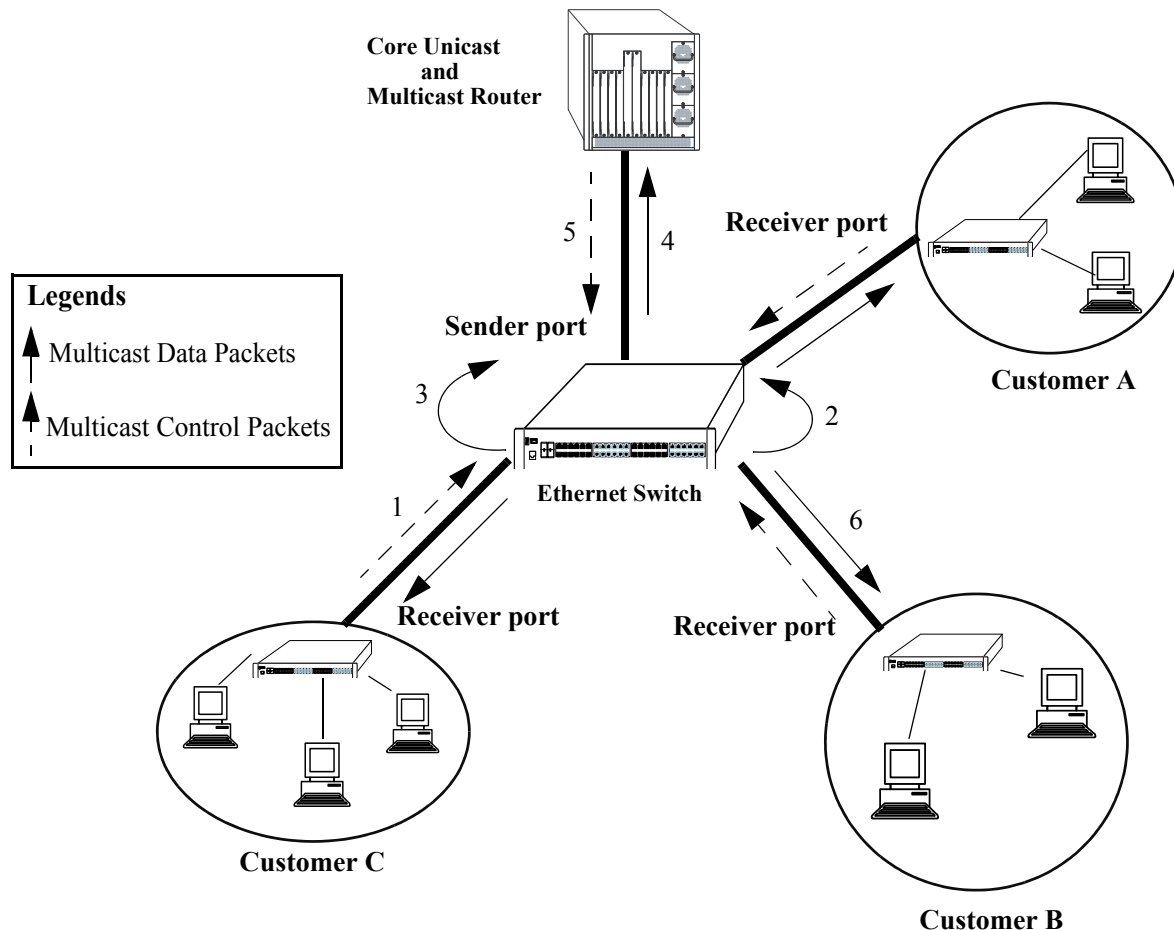 Core Unicast
and
Multicast Router
Receiver port
5
4
Legends
Multicast Data Packets
Multicast Control Packets
Sender port
Customer A
3
2
Ethernet Switch
1
6
Receiver port
Receiver port
Customer C
Customer B